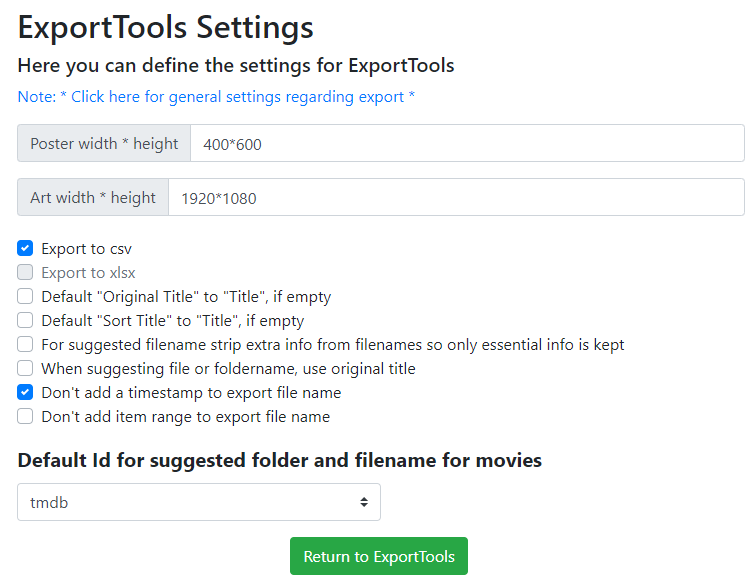 ExportTools Settings
Here you can define the settings for ExportTools
Note: * Click here for general settings regarding export *
Poster width * height 400*600
Art width * height 1920*1080
Export to csv
Export to xlsx
Default "Original Title" to "Title", if empty
Default "Sort Title" to "Title", if empty
For suggested filename strip extra info from filenames so only essential info is kept
When suggesting file or foldername, use original title
Don't add a timestamp to export file name
Don't add item range to export file name
Default Id for suggested folder and filename for movies
tmdb
Return to ExportTools